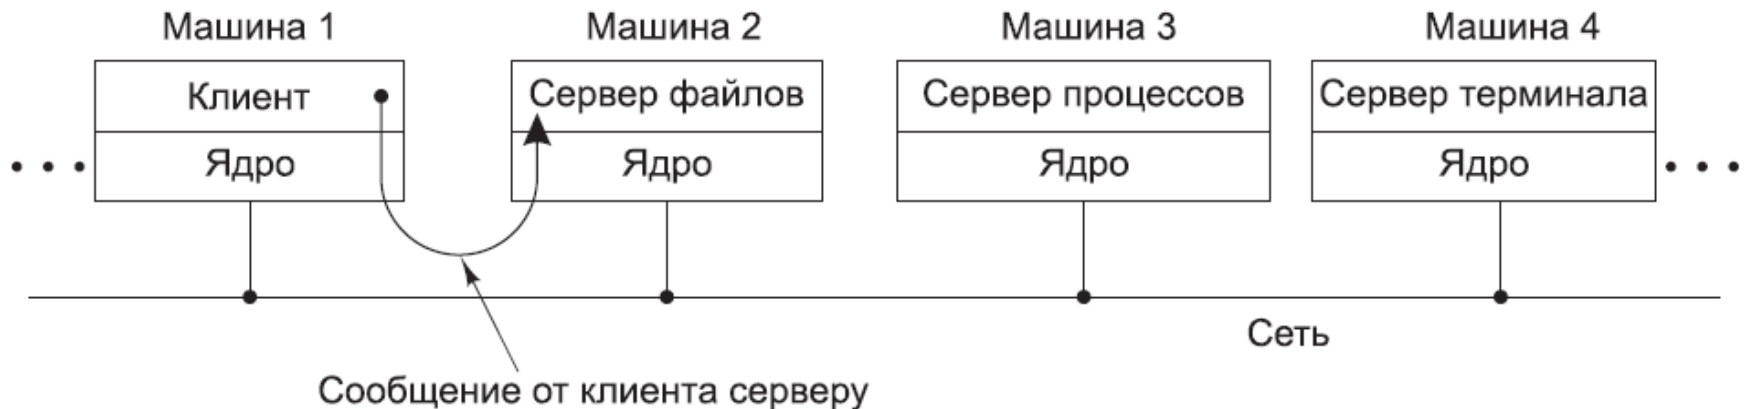 Машина 1
Машина 2
Машина 3
Машина 4
Клиент
Сервер файлов
Сервер процессов
Сервер терминала
Ядро
Ядро
Ядро
Ядро
Сеть
Сообщение от клиента серверу